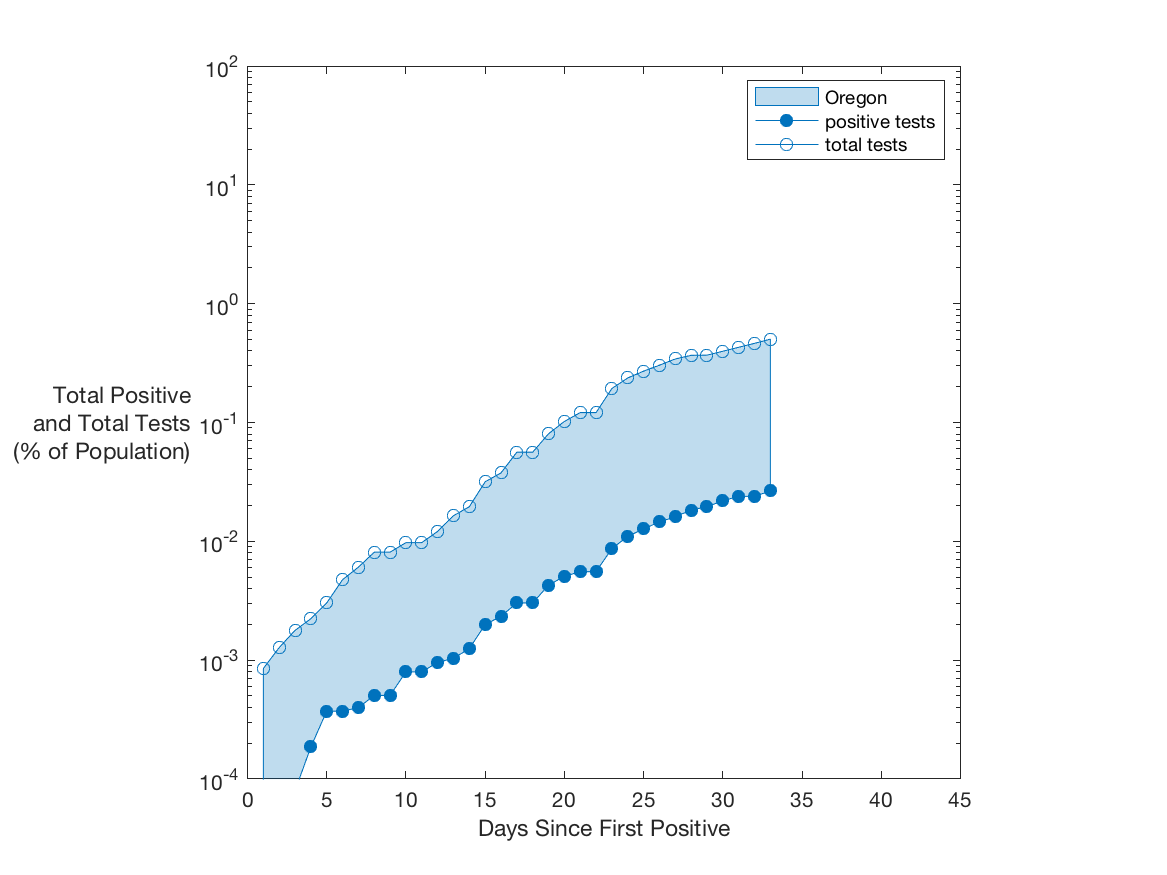 10^2
10^1
10^0
10^-1
10^-2
10^-3
10^-4
Total Positive
and Total Tests
(% of Population)
Oregon
positive tests
total tests
0 5 10 15 20 25 30 35 40 45
Days Since First Positive